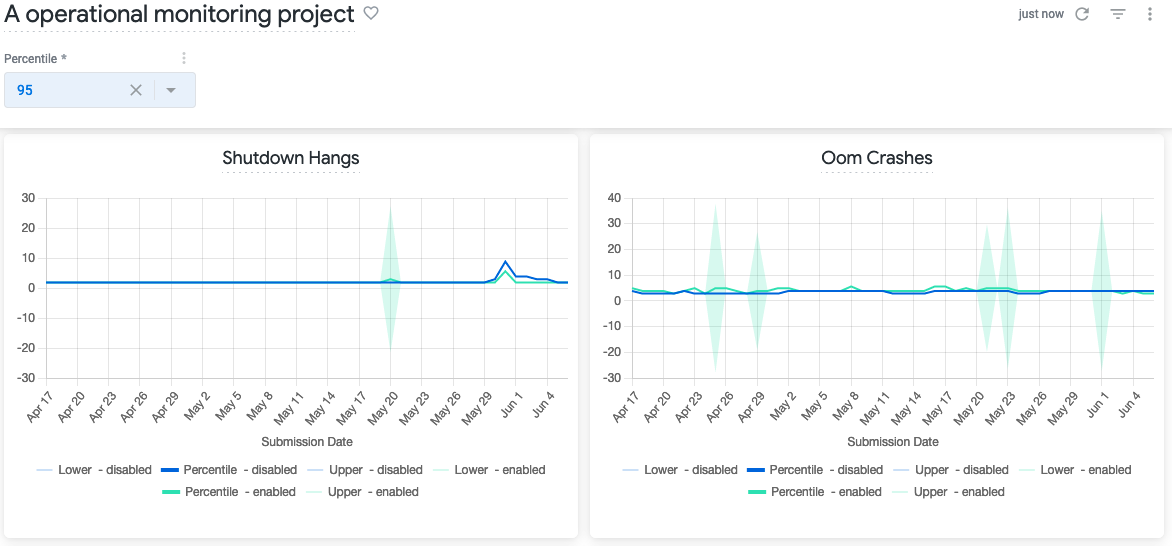 A operational monitoring project
just now
Percentile *
95
Shutdown Hangs
30
20
10
0
-10
-20
-30
Apr 17 Apr 20 Apr 23 Apr 26 Apr 29 May 2 May 5 May 8 May 11 May 14 May 17 May 20 May 23 May 26 May 29 Jun 1 Jun 4
Submission Date
Lower - disabled Percentile - disabled Upper - disabled Lower - enabled
Percentile - enabled Upper - enabled
Oom Crashes
40
30
20
10
0
-10
-20
-30
Apr 17 Apr 20 Apr 23 Apr 26 Apr 29 May 2 May 5 May 8 May 11 May 14 May 17 May 20 May 23 May 26 May 29 Jun 1 Jun 4
Submission Date
Lower - disabled Percentile - disabled Upper - disabled Lower - enabled
Percentile - enabled Upper - enabled